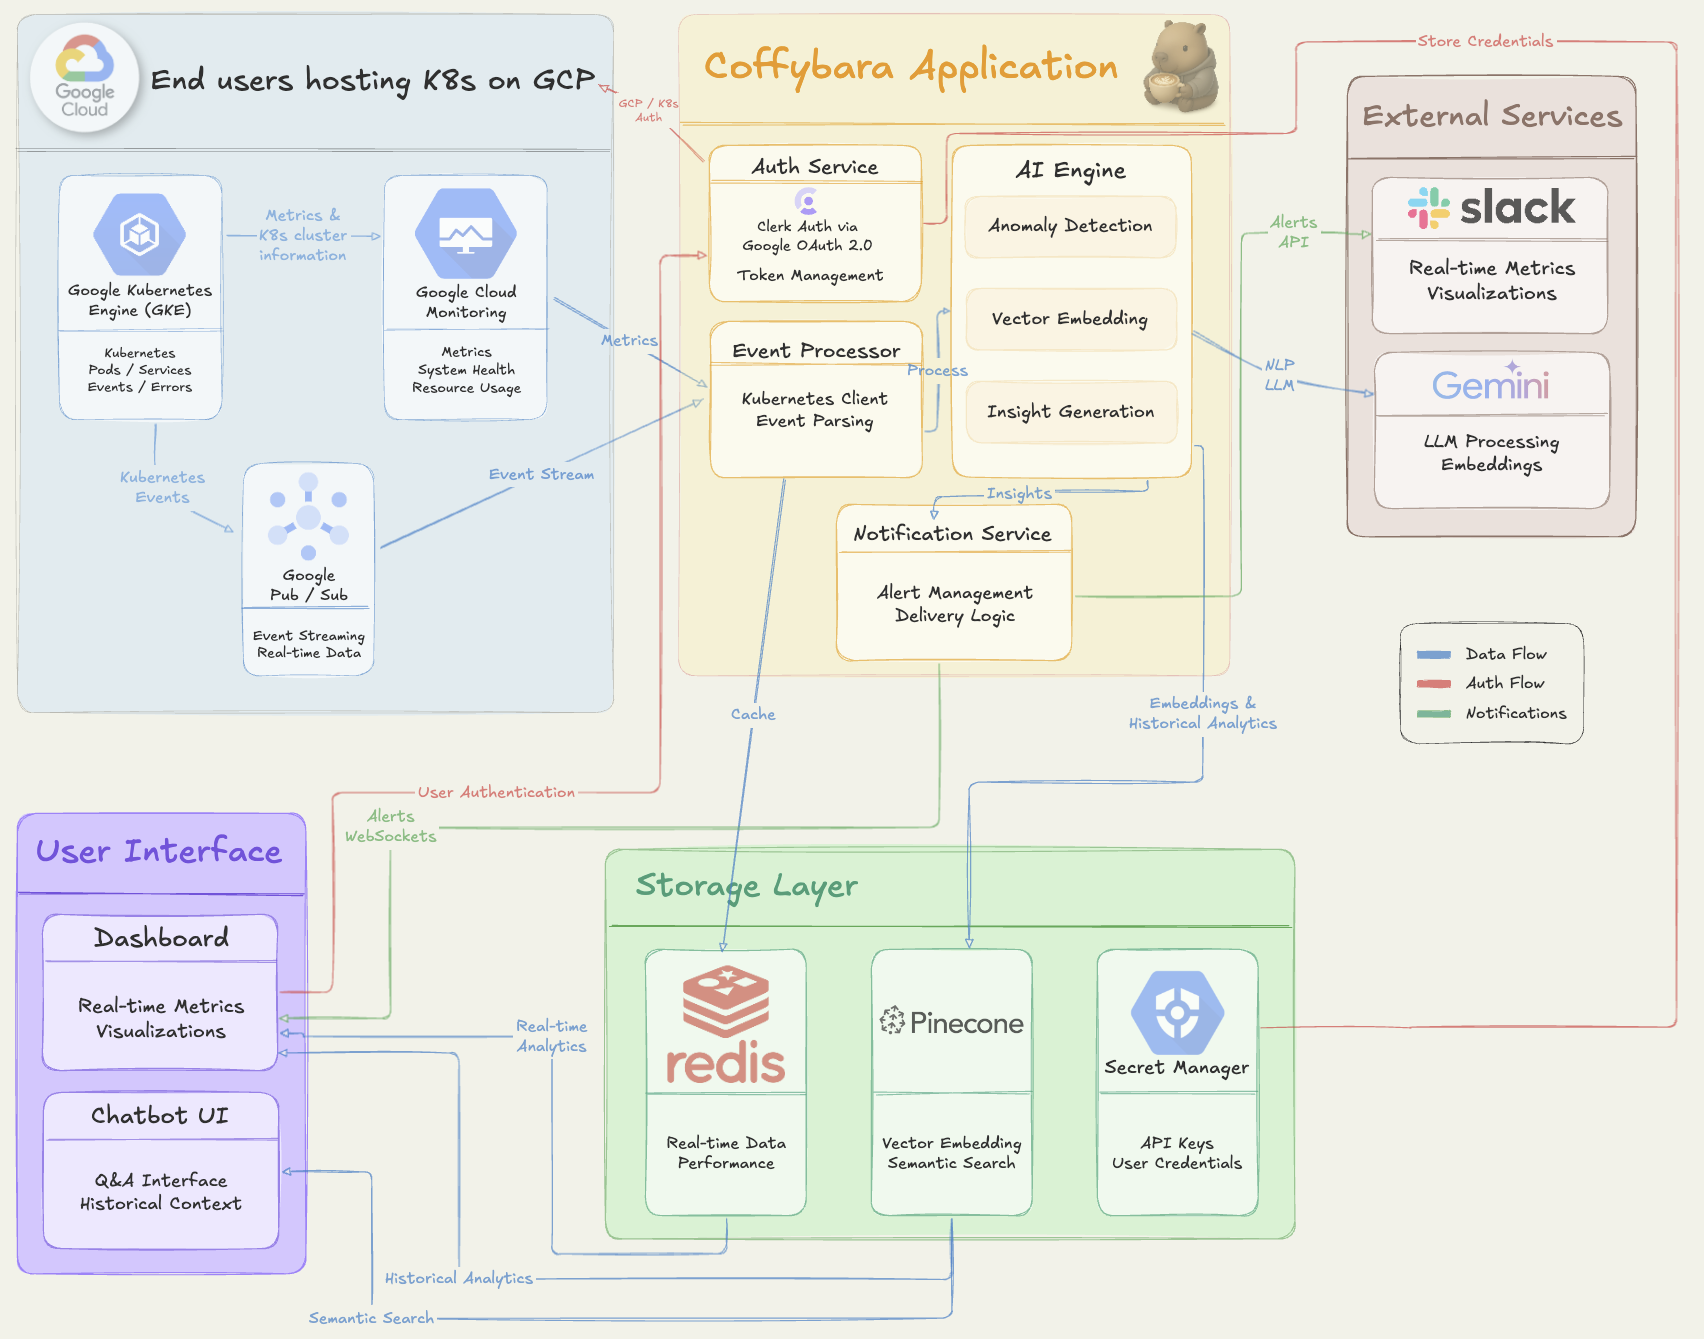 Google
Cloud
End users hosting K8s on GCP
GCP / K8s
Auth
Google Kubernetes
Engine (GKE)
Kubernetes
Pods / Services
Events / Errors
Metrics &
K8s cluster
information
Google Cloud
Monitoring
Metrics
System Health
Resource Usage
Kubernetes
Events
Google
Pub / Sub
Event Streaming
Real-time Data
Metrics
Event Stream
Coffybara Application
Auth Service
Clerk Auth via
Google OAuth 2.0
Token Management
Event Processor
Kubernetes Client
Event Parsing
Process
AI Engine
Anomaly Detection
Vector Embedding
Insight Generation
Insights
Notification Service
Alert Management
Delivery Logic
Store Credentials
External Services
slack
Real-time Metrics
Visualizations
Gemini
LLM Processing
Embeddings
Alerts
API
NLP
LLM
Data Flow
Auth Flow
Notifications
Cache
Embeddings &
Historical Analytics
User Authentication
Alerts
WebSockets
User Interface
Dashboard
Real-time Metrics
Visualizations
Chatbot UI
Q&A Interface
Historical Context
Real-time
Analytics
Historical Analytics
Semantic Search
Storage Layer
redis
Real-time Data
Performance
Pinecone
Vector Embedding
Semantic Search
Secret Manager
API Keys
User Credentials